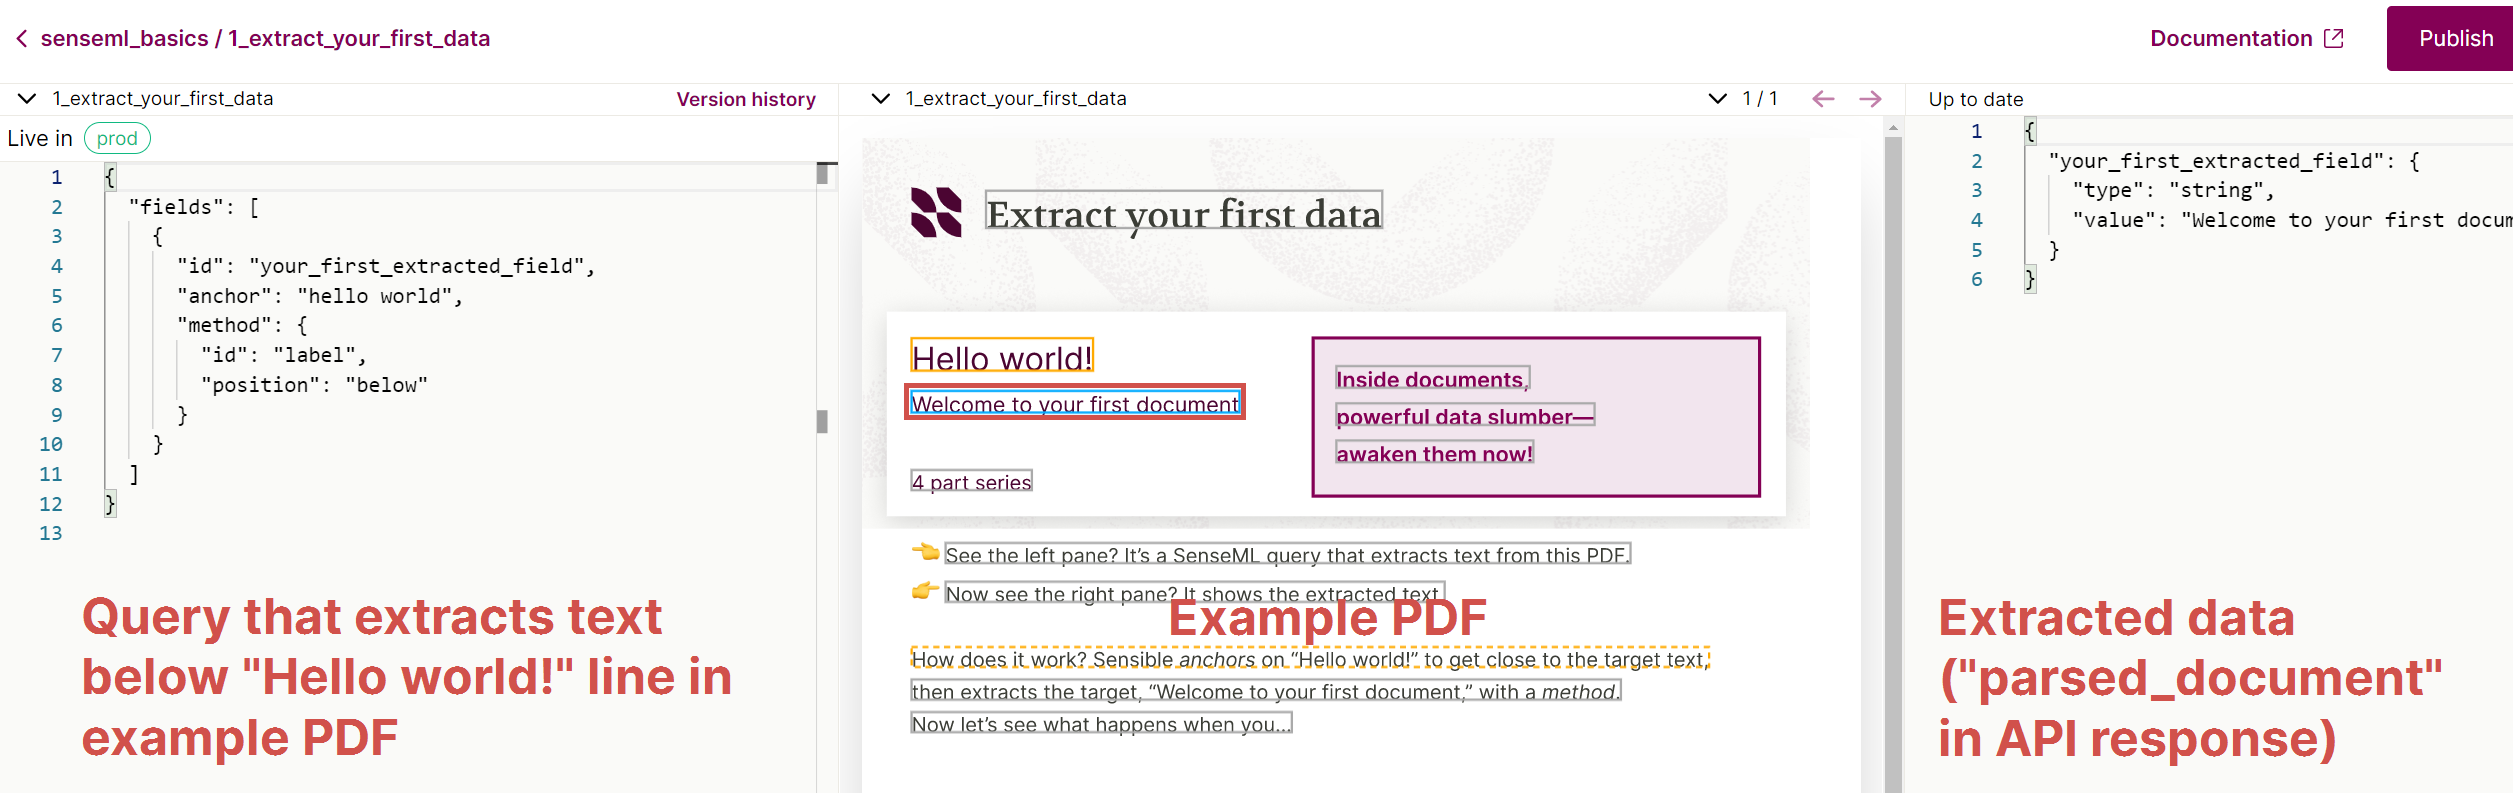 senseml_basics / 1_extract_your_first_data
Documentation
Publish
1_extract_your_first_data
Version history
1_extract_your_first_data
1 / 1
Up to date
Live in prod
1 {
2 "fields": [
3 {
4 "id": "your_first_extracted_field",
5 "anchor": "hello world",
6 "method": {
7 "id": "label",
8 "position": "below"
9 }
10 }
11 ]
12 }
13
Query that extracts text
below "Hello world!" line in
example PDF
Extract your first data
Hello world!
Welcome to your first document
4 part series
Inside documents,
powerful data slumber—
awaken them now!
See the left pane? It’s a SenseML query that extracts text from this PDF.
Now see the right pane? It shows the extracted text.
Example PDF
How does it work? Sensible anchors on “Hello world!” to get close to the target text,
then extracts the target, “Welcome to your first document,” with a method.
Now let’s see what happens when you...
1 {
2 "your_first_extracted_field": {
3 "type": "string",
4 "value": "Welcome to your first docum
5 }
6 }
Extracted data
("parsed_document"
in API response)